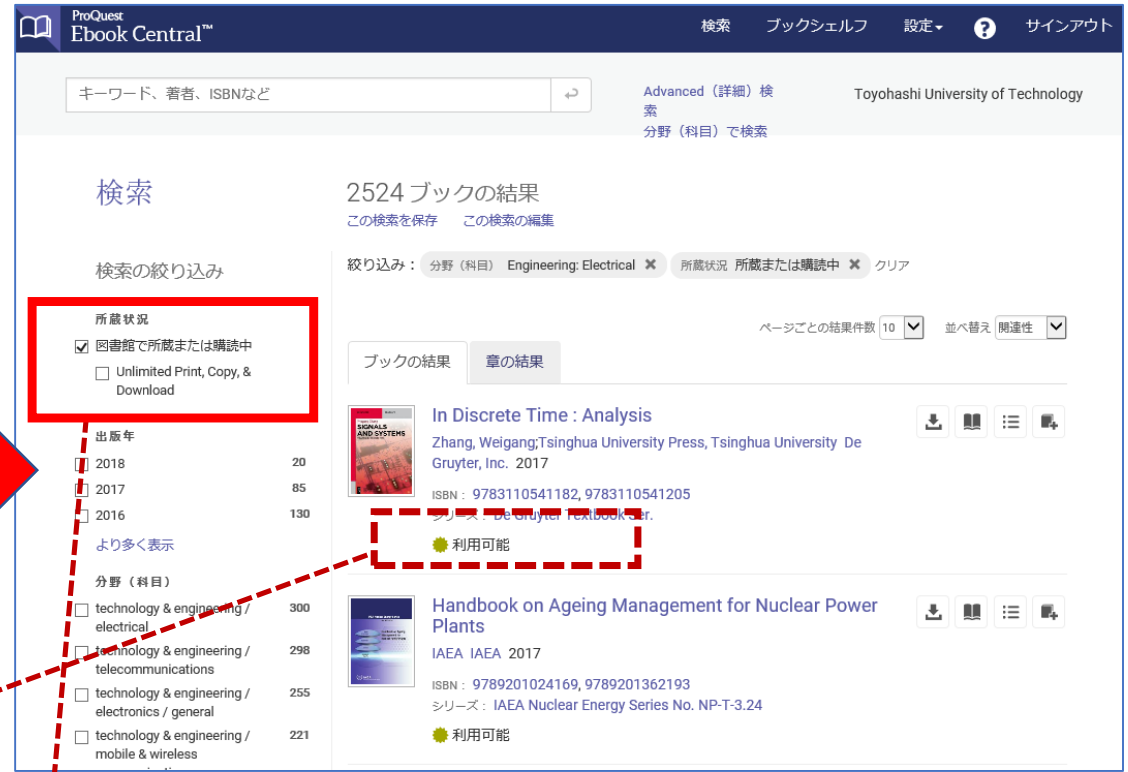 ProQuest
Ebook Central™
検索 ブックシェルフ 設定 ? サインアウト
キーワード、著者、ISBNなど
Advanced（詳細）検
索
分野（科目）で検索
Toyohashi University of Technology
検索
2524 ブックの結果
この検索を保存 この検索の編集
検索の絞り込み
絞り込み： 分野（科目） Engineering: Electrical ✖ 所蔵状況 所蔵または購読中 ✖ クリア
所蔵状況
図書館で所蔵または購読中
Unlimited Print, Copy, &
Download
ページごとの結果件数 10 並べ替え 関連性
ブックの結果 章の結果
出版年
2018 20
2017 85
2016 130
より多く表示
分野（科目）
technology & engineering / 300
electrical
technology & engineering / 298
telecommunications
technology & engineering / 255
electronics / general
technology & engineering / 221
mobile & wireless
SIGNALS
AND SYSTEMS
In Discrete Time : Analysis
Zhang, Weigang;Tsinghua University Press, Tsinghua University De
Gruyter, Inc. 2017
ISBN : 9783110541182, 9783110541205
シリーズ : De Gruyter Textbook Ser.
利用可能
Handbook on Ageing Management for Nuclear Power
Plants
IAEA IAEA 2017
ISBN : 9789201024169, 9789201362193
シリーズ : IAEA Nuclear Energy Series No. NP-T-3.24
利用可能